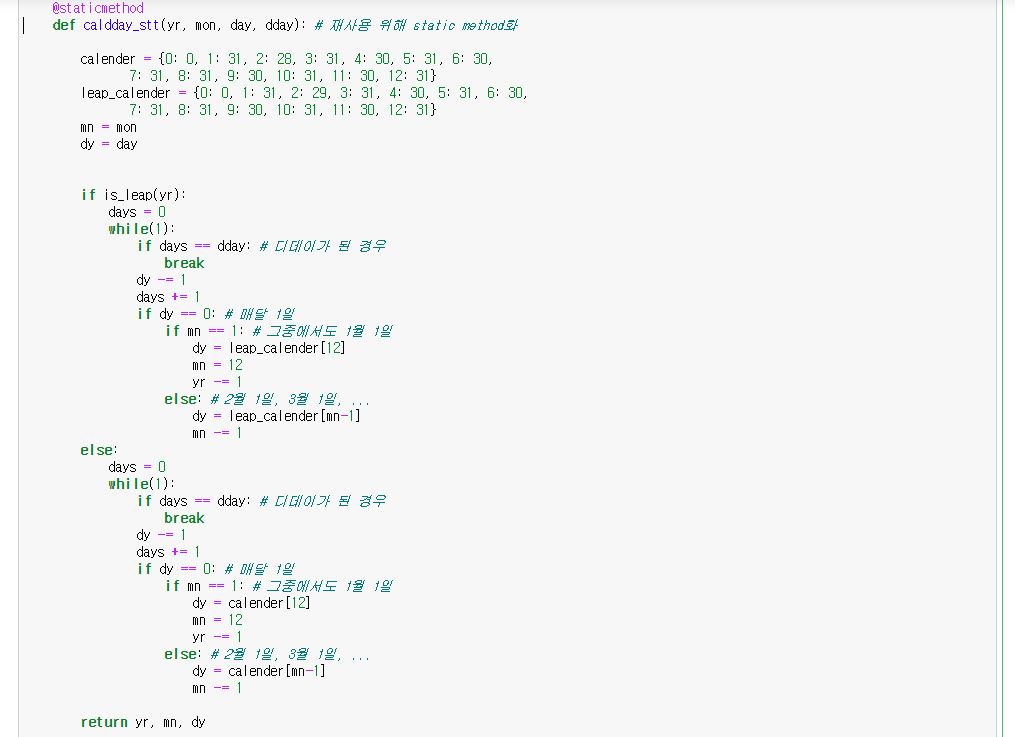 @staticmethod
def caldday_stt(yr, mon, day, dday): # 재사용 위해 static method화
calender = {0: 0, 1: 31, 2: 28, 3: 31, 4: 30, 5: 31, 6: 30,
7: 31, 8: 31, 9: 30, 10: 31, 11: 30, 12: 31}
leap_calender = {0: 0, 1: 31, 2: 29, 3: 31, 4: 30, 5: 31, 6: 30,
7: 31, 8: 31, 9: 30, 10: 31, 11: 30, 12: 31}
mn = mon
dy = day
if is_leap(yr):
days = 0
while(1):
if days == dday: # 디데이가 된 경우
break
dy -= 1
days += 1
if dy == 0: # 매달 1일
if mn == 1: # 그중에서도 1월 1일
dy = leap_calender[12]
mn = 12
yr -= 1
else: # 2월 1일, 3월 1일, ...
dy = leap_calender[mn-1]
mn -= 1
else:
days = 0
while(1):
if days == dday: # 디데이가 된 경우
break
dy -= 1
days += 1
if dy == 0: # 매달 1일
if mn == 1: # 그중에서도 1월 1일
dy = calender[12]
mn = 12
yr -= 1
else: # 2월 1일, 3월 1일, ...
dy = calender[mn-1]
mn -= 1
return yr, mn, dy